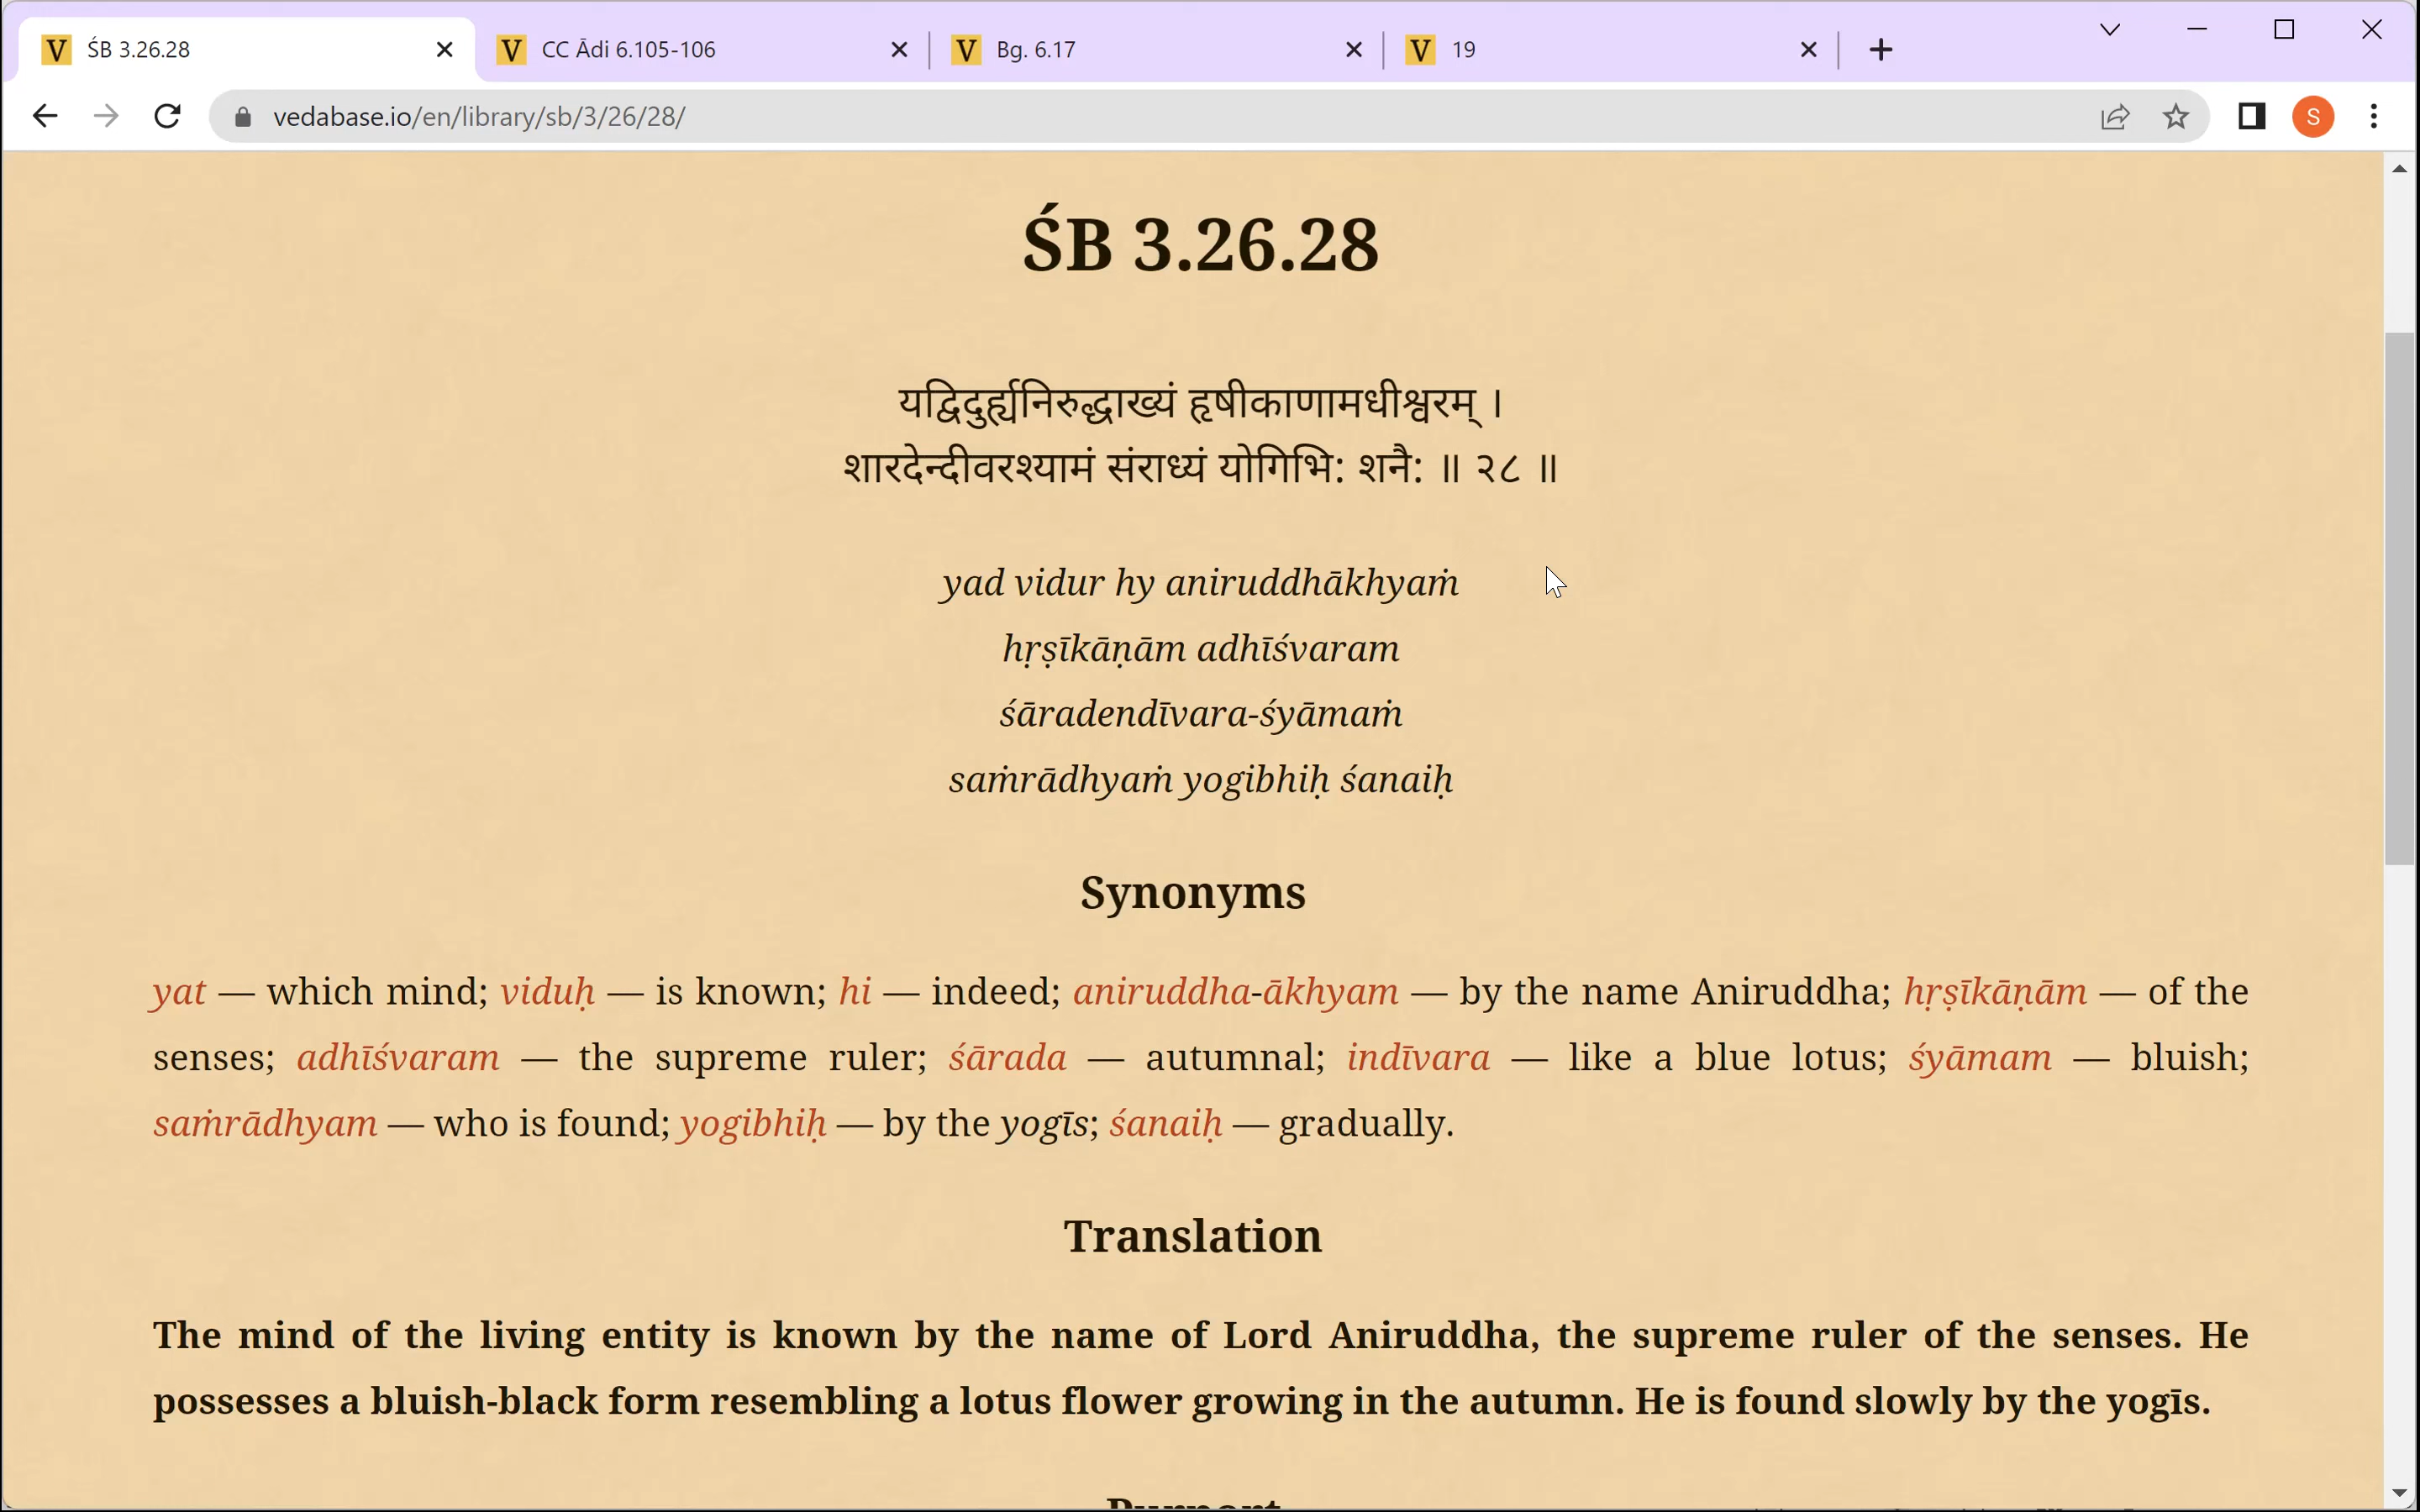 V ŚB 3.26.28
V CC Ādi 6.105-106
V Bg. 6.17
V 19
vedabase.io/en/library/sb/3/26/28/
S
ŚB 3.26.28
यद्विदुर्ह्यनिरुद्धाख्यं हृषीकाणामधीश्वरम् ।
शारदेन्दीवरश्यामं संराध्यं योगिभि: शनै: ॥ २८ ॥
yad vidur hy aniruddhākhyaṁ
hṛṣīkāṇām adhīśvaram
śāradendīvara-śyāmaṁ
saṁrādhyaṁ yogibhiḥ śanaiḥ
Synonyms
yat — which mind; viduḥ — is known; hi — indeed; aniruddha-ākhyam — by the name Aniruddha; hṛṣīkāṇām — of the
senses; adhīśvaram — the supreme ruler; śārada — autumnal; indīvara — like a blue lotus; śyāmam — bluish;
saṁrādhyam — who is found; yogibhiḥ — by the yogīs; śanaiḥ — gradually.
Translation
The mind of the living entity is known by the name of Lord Aniruddha, the supreme ruler of the senses. He
possesses a bluish-black form resembling a lotus flower growing in the autumn. He is found slowly by the yogīs.
Purport